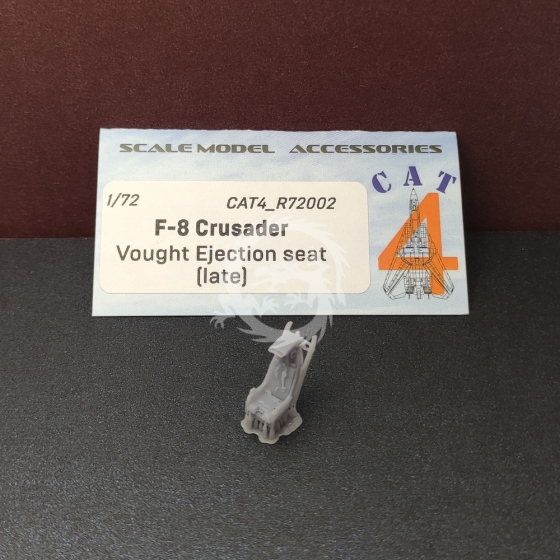 SCALE MODEL ACCESSORIES
CAT
4
1/72 CAT4_R72002
F-8 Crusader
Vought Ejection seat
(late)